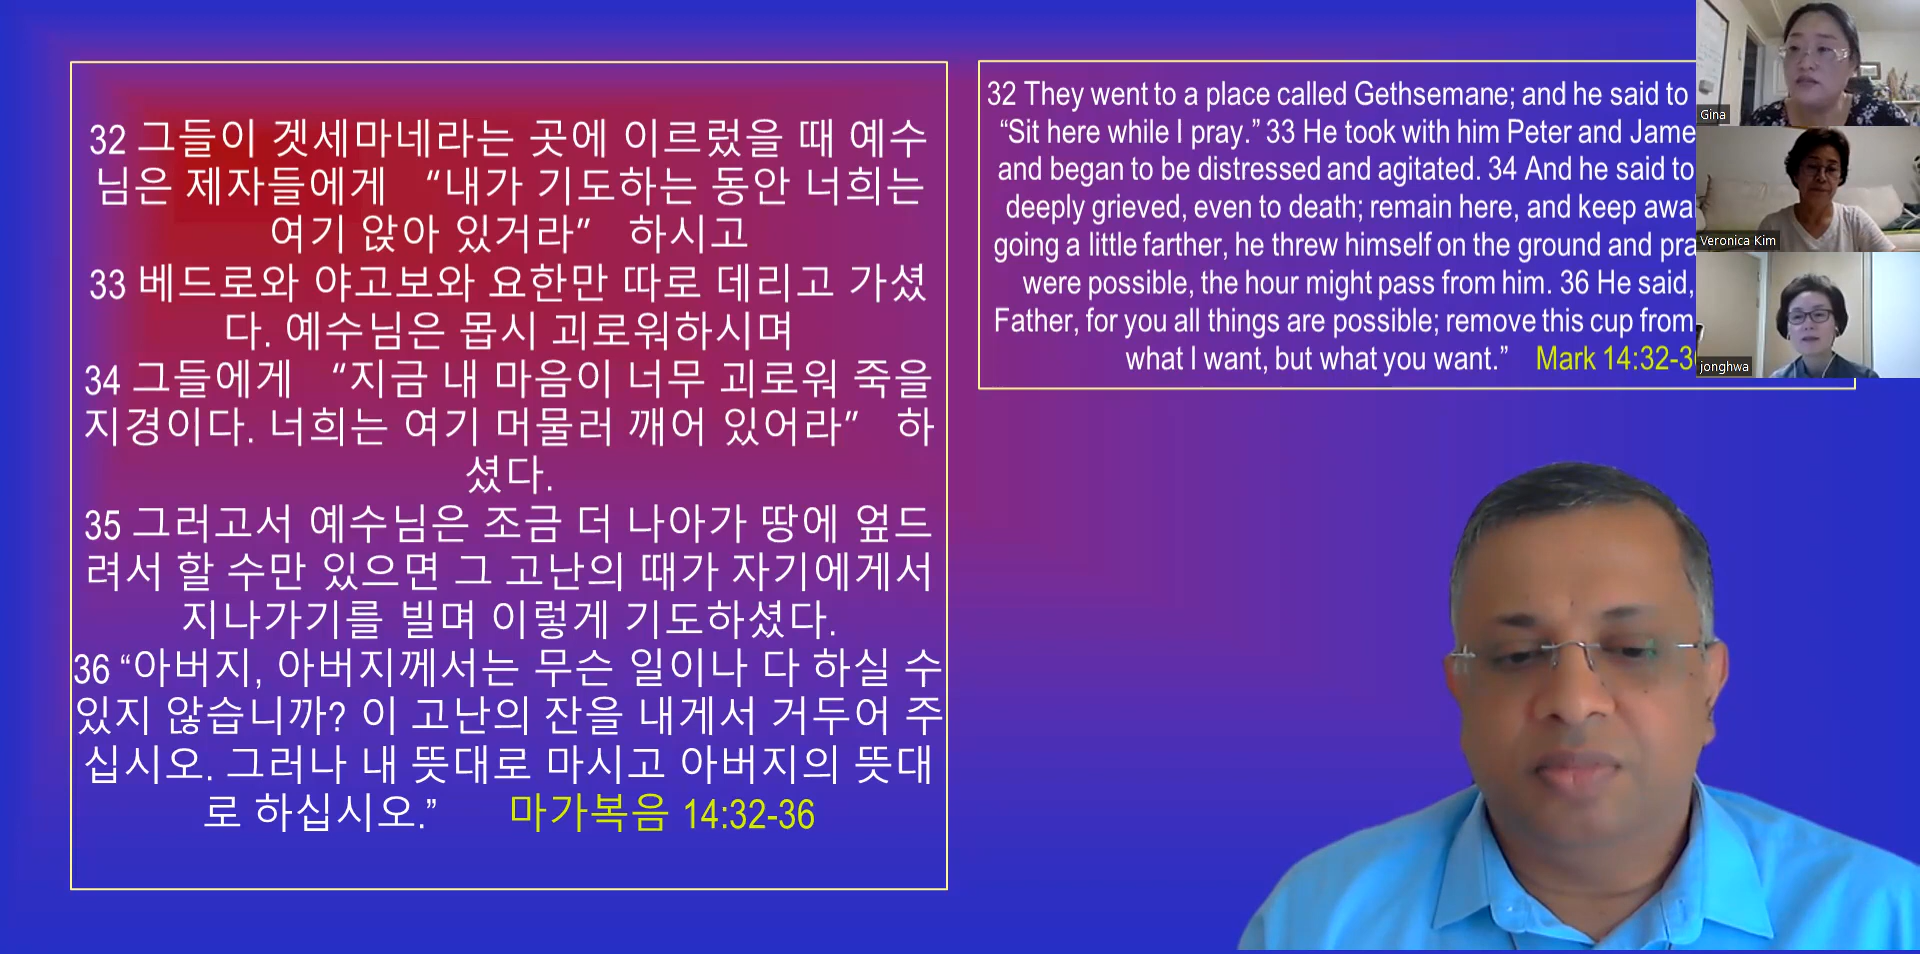 32 그들이 겟세마네라는 곳에 이르렀을 때 예수
님은 제자들에게 “내가 기도하는 동안 너희는
여기 앉아 있거라” 하시고
33 베드로와 야고보와 요한만 따로 데리고 가셨
다. 예수님은 몹시 괴로워하시며
34 그들에게 “지금 내 마음이 너무 괴로워 죽을
지경이다. 너희는 여기 머물러 깨어 있어라” 하
셨다.
35 그러고서 예수님은 조금 더 나아가 땅에 엎드
려서 할 수만 있으면 그 고난의 때가 자기에게서
지나가기를 빌며 이렇게 기도하셨다.
36 “아버지, 아버지께서는 무슨 일이나 다 하실 수
있지 않습니까? 이 고난의 잔을 내게서 거두어 주
십시오. 그러나 내 뜻대로 마시고 아버지의 뜻대
로 하십시오.” 마가복음 14:32-36
32 They went to a place called Gethsemane; and he said to
“Sit here while I pray.” 33 He took with him Peter and Jame
and began to be distressed and agitated. 34 And he said to
deeply grieved, even to death; remain here, and keep awa
going a little farther, he threw himself on the ground and pra
were possible, the hour might pass from him. 36 He said,
Father, for you all things are possible; remove this cup from
what I want, but what you want.” Mark 14:32-3
Gina
Veronica Kim
jonghwa